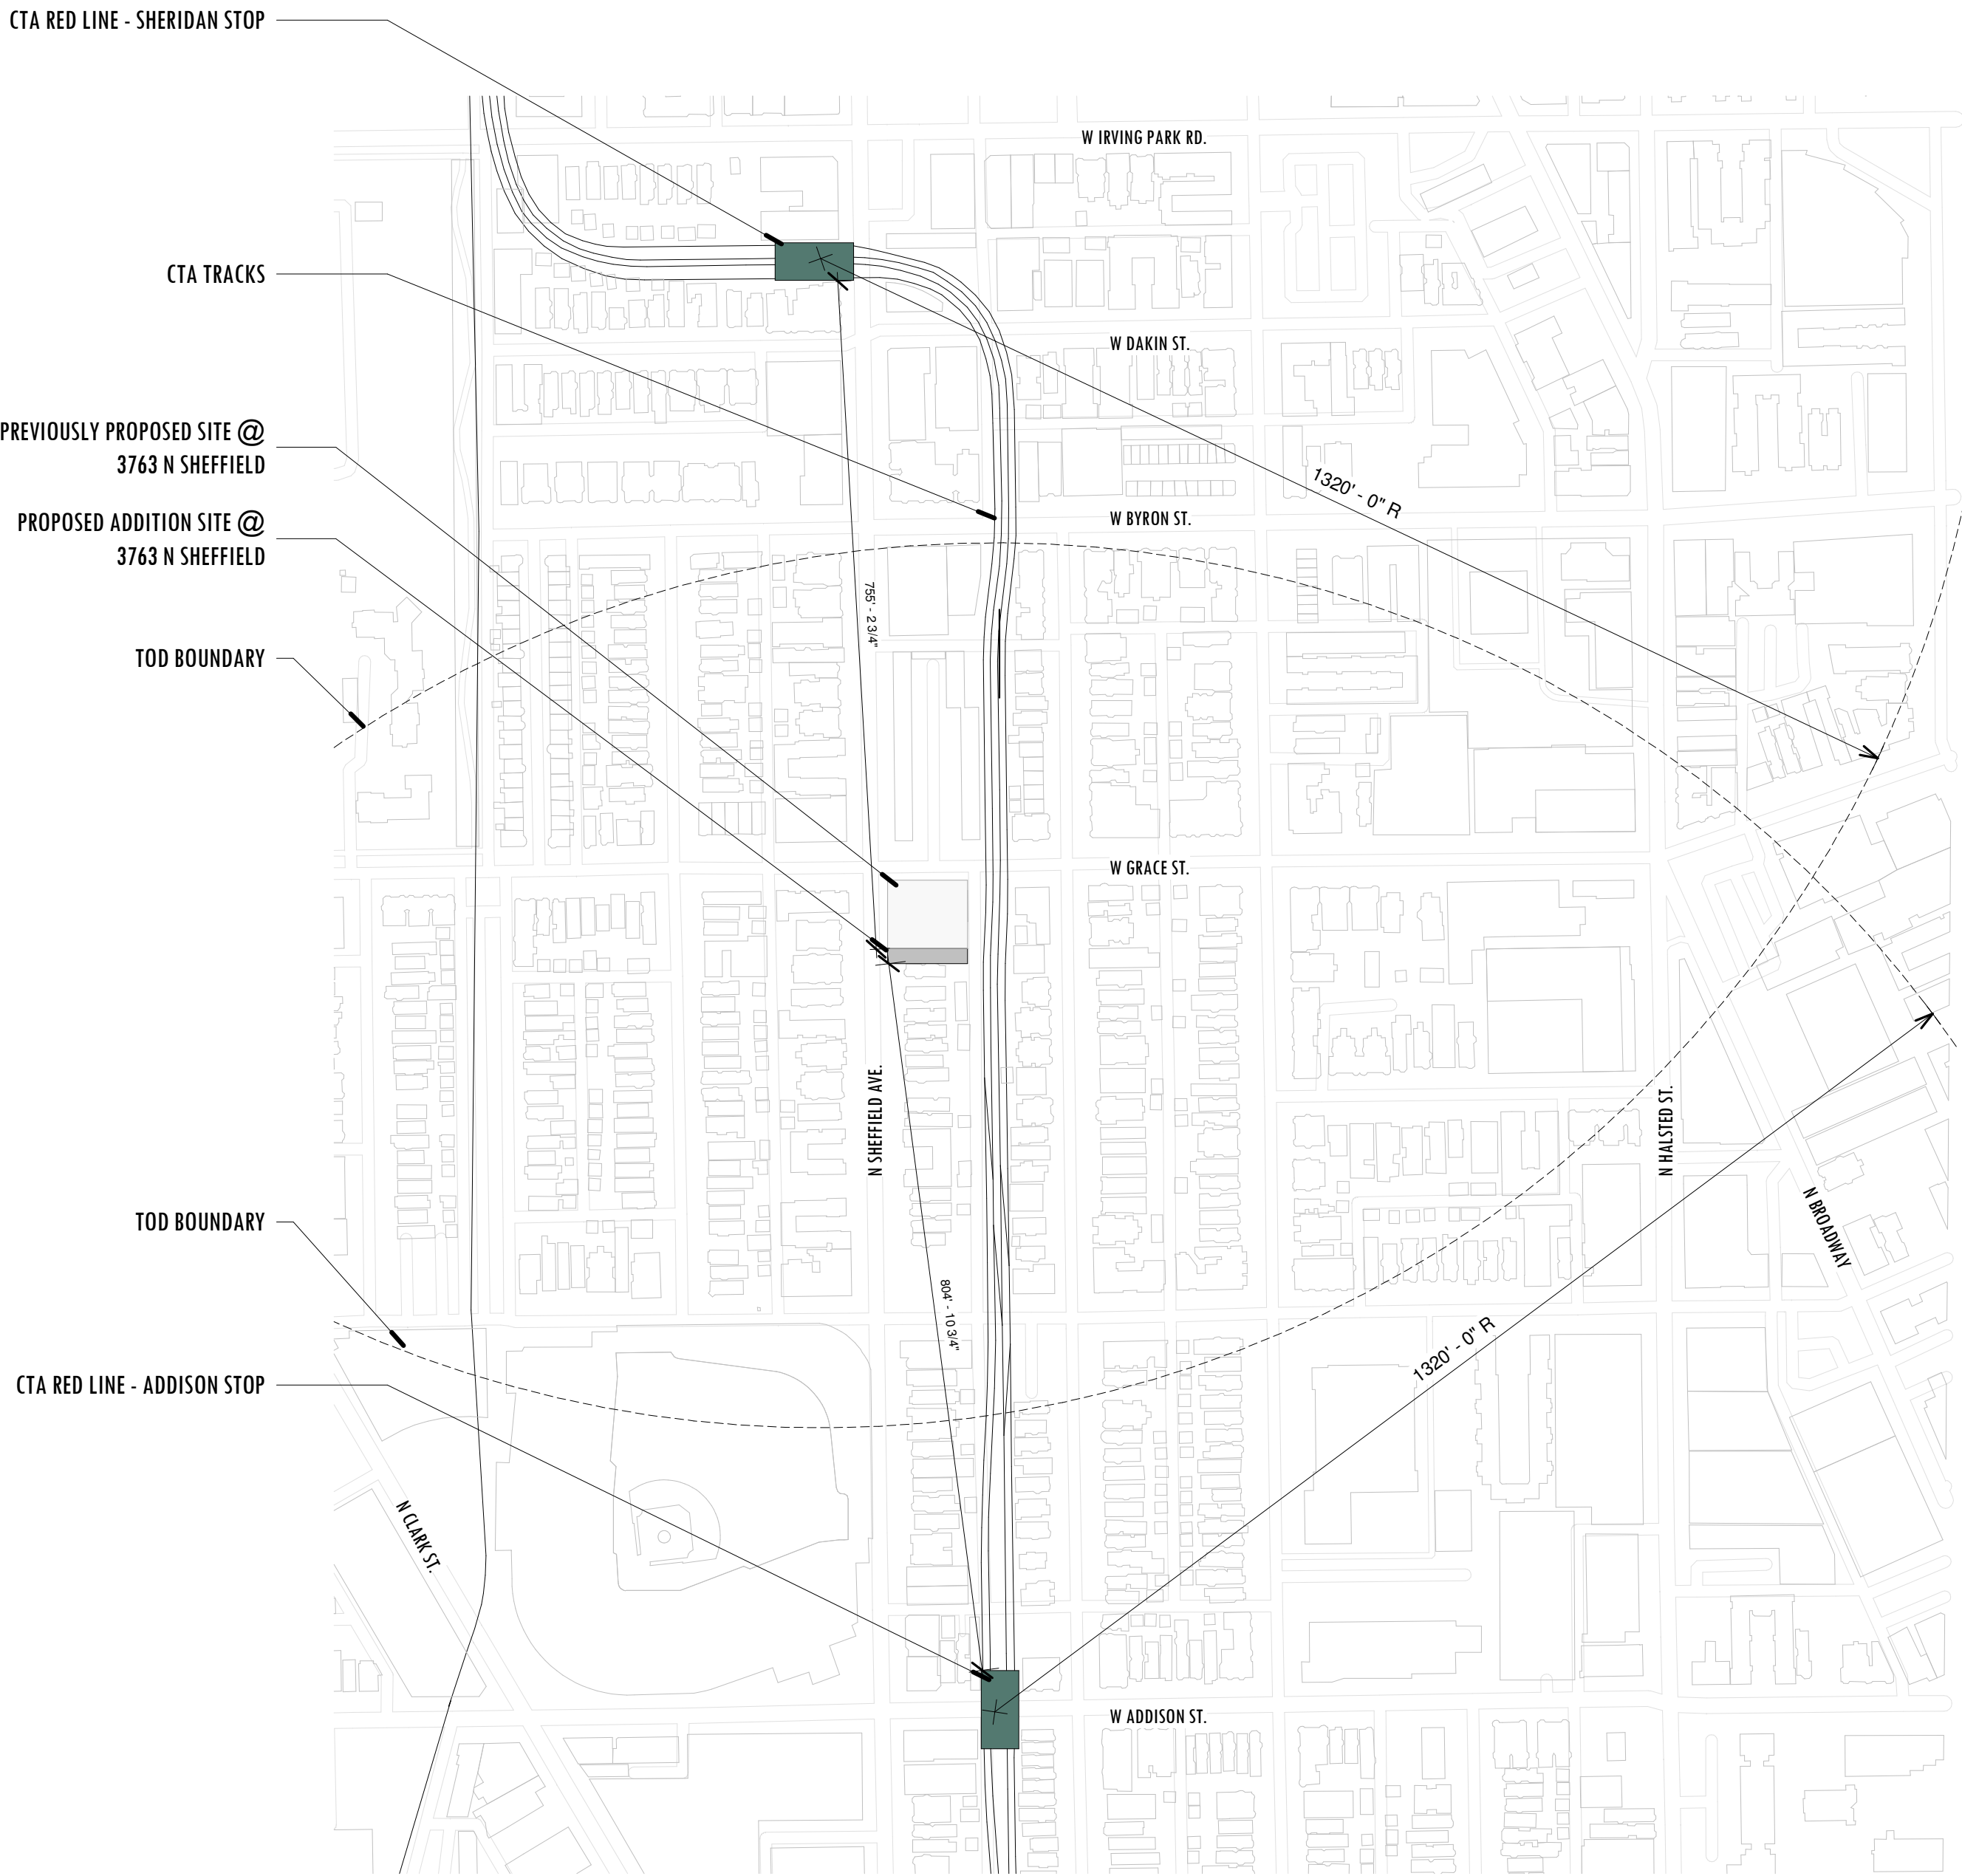 CTA RED LINE - SHERIDAN STOP
W IRVING PARK RD.
CTA TRACKS
W DAKIN ST.
PREVIOUSLY PROPOSED SITE @
3763 N SHEFFIELD
1320' - 0" R
PROPOSED ADDITION SITE @
3763 N SHEFFIELD
W BYRON ST.
755' - 2 3/4"
TOD BOUNDARY
W GRACE ST.
N SHEFFIELD AVE.
N HALSTED ST.
TOD BOUNDARY
N BROADWAY
804' - 10 3/4"
1320' - 0" R
CTA RED LINE - ADDISON STOP
N CLARK ST.
W ADDISON ST.